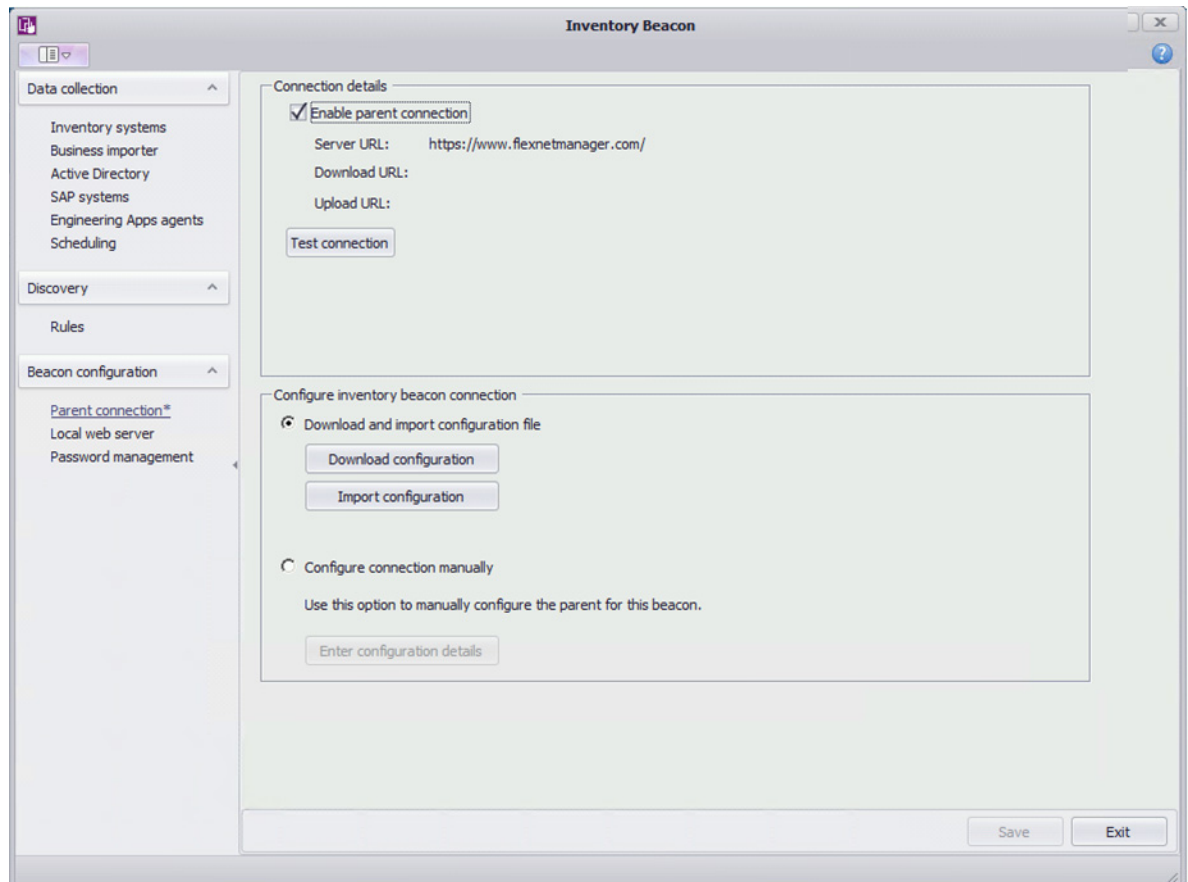 Inventory Beacon
Data collection
Inventory systems
Business importer
Active Directory
SAP systems
Engineering Apps agents
Scheduling
Discovery
Rules
Beacon configuration
Parent connection*
Local web server
Password management
Connection details
Enable parent connection
Server URL: https://www.flexnetmanager.com/
Download URL:
Upload URL:
Test connection
Configure inventory beacon connection
Download and import configuration file
Download configuration
Import configuration
Configure connection manually
Use this option to manually configure the parent for this beacon.
Enter configuration details
Save Exit